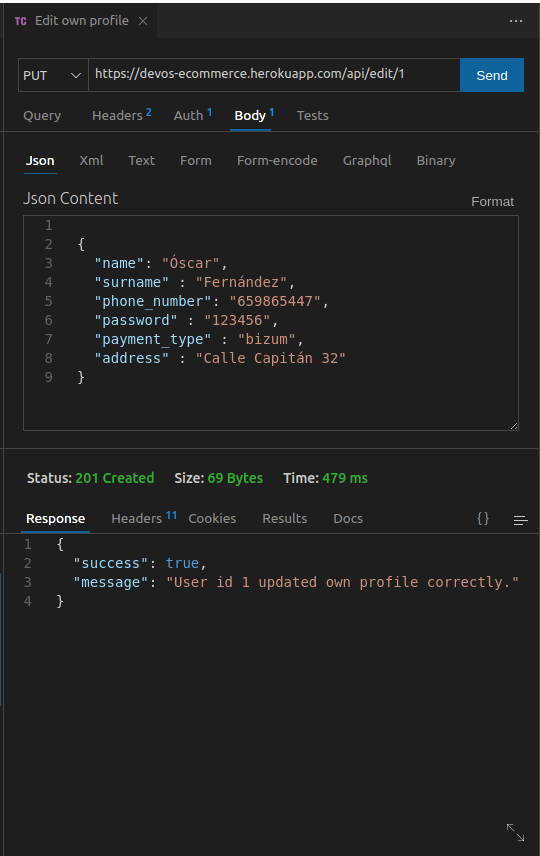 TC Edit own profile
PUT https://devos-ecommerce.herokuapp.com/api/edit/1 Send
Query Headers 2 Auth 1 Body 1 Tests
Json Xml Text Form Form-encode Graphql Binary
Json Content Format
1
2 {
3 "name": "Óscar",
4 "surname" : "Fernández",
5 "phone_number": "659865447",
6 "password" : "123456",
7 "payment_type" : "bizum",
8 "address" : "Calle Capitán 32"
9 }
Status: 201 Created Size: 69 Bytes Time: 479 ms
Response Headers 11 Cookies Results Docs {}
1 {
2 "success": true,
3 "message": "User id 1 updated own profile correctly."
4 }